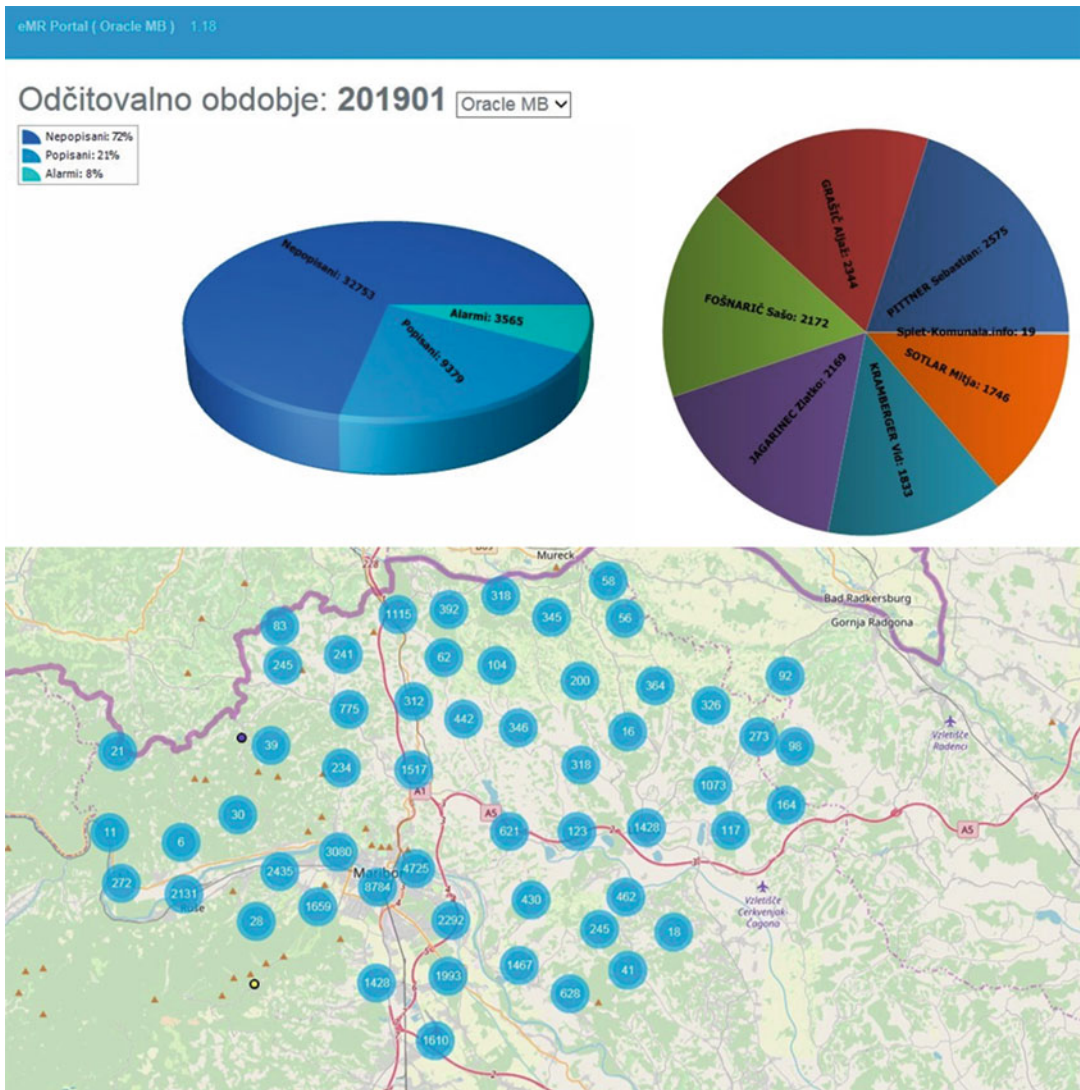 eMR Portal ( Oracle MB ) 1.18
Odčitovalno obdobje: 201901 Oracle MB
Nepopisani: 72%
Popisani: 21%
Alarmi: 8%
Nepopisani: 32753
Alarmi: 3565
Popisani: 9379
GRAŠIČ Aljaž: 2344
PITTNER Sebastian: 2575
FOŠNARIČ Sašo: 2172
Splet-Komunala.info: 19
SOTLAR Mitja: 1746
JAGARINEC Zlatko: 2169
KRAMBERGER Vid: 1833
Mureck
58
318
392
1115
345
56
Bad Radkersburg
Gornja Radgona
83
241
245
62
104
200
364
92
326
775
312
442
346
16
273
98
Vzletišče
Radenci
21
39
234
1517
318
1073
A1
164
30
A5
621
123
1428
117
A5
11
6
3080
2435
4725
Maribor
8784
272
2131
Ruše
1659
28
2292
430
462
Vzletišče
Cerkvenjak-
Čagona
245
18
1467
41
1993
1428
628
1610